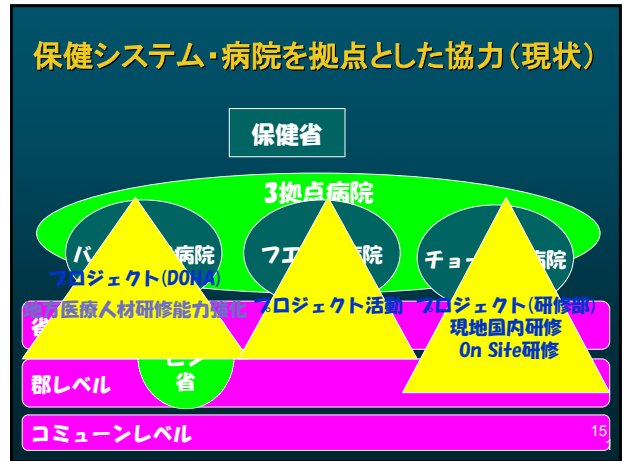 保健システム・病院を拠点とした協力(現状)
保健省
3拠点病院
病院
フエ
院
チョー
院
プロジェクト(DOHA)
地方医療人材研修能力強化
プロジェクト活動
プロジェクト(研修部)
現地国内研修
On Site研修
省
郡レベル
省
コミューンレベル
15